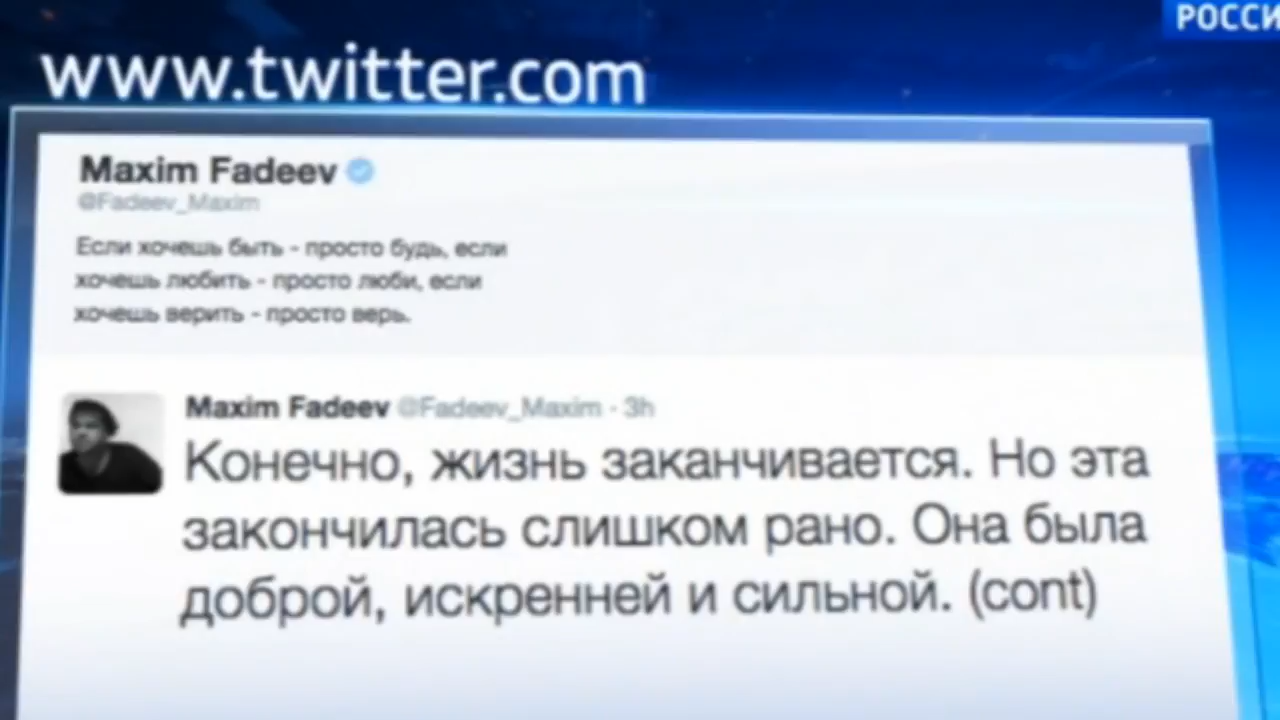 РОССИ
www.twitter.com
Maxim Fadeev
@Fadeev_Maxim
Если хочешь быть - просто будь, если
хочешь любить - просто люби, если
хочешь верить - просто верь.
Maxim Fadeev @Fadeev_Maxim · 3h
Конечно, жизнь заканчивается. Но эта
закончилась слишком рано. Она была
доброй, искренней и сильной. (cont)